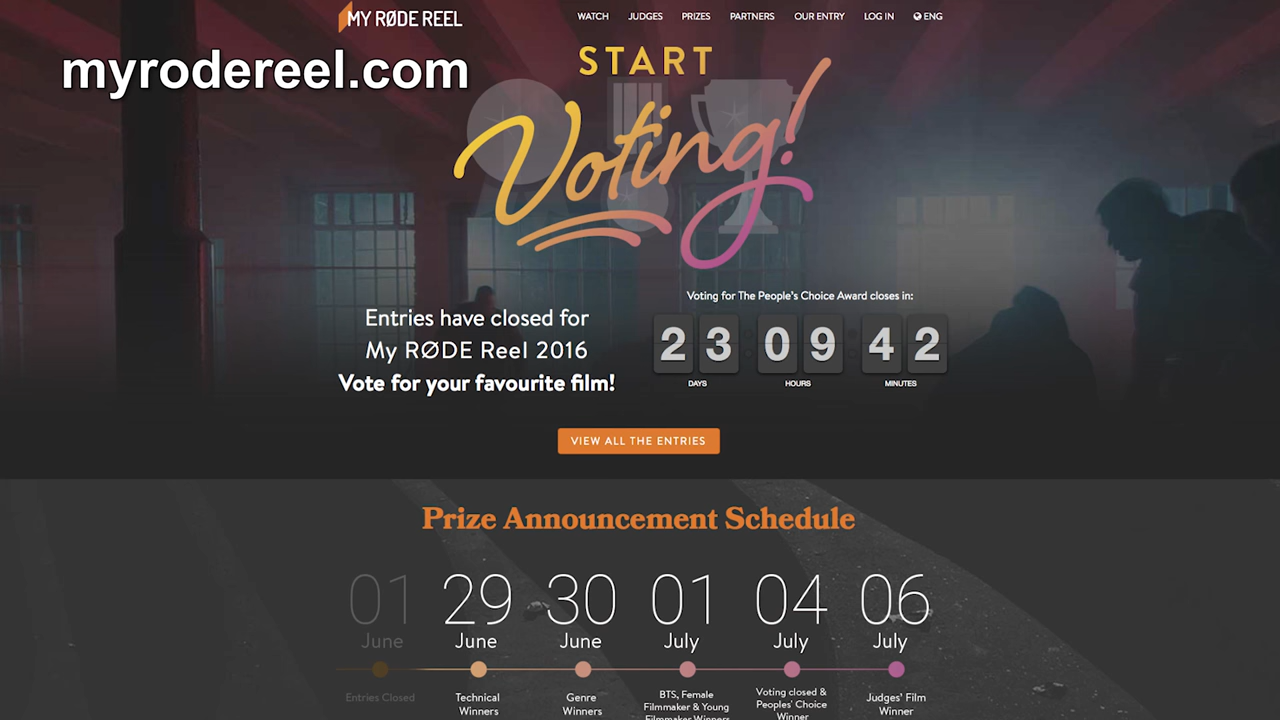 MY RØDE REEL
WATCH JUDGES PRIZES PARTNERS OUR ENTRY LOG IN ENG
myrodereel.com
START
Voting!
Entries have closed for
My RØDE Reel 2016
Vote for your favourite film!
Voting for The People's Choice Award closes in:
23 09 42
DAYS HOURS MINUTES
VIEW ALL THE ENTRIES
Prize Announcement Schedule
01 29 30 01 04 06
June June June July July July
Entries Closed
Technical
Winners
Genre
Winners
BTS, Female
Filmmaker & Young
Filmmaker Winners
Voting closed &
Peoples' Choice
Winner
Judges' Film
Winner